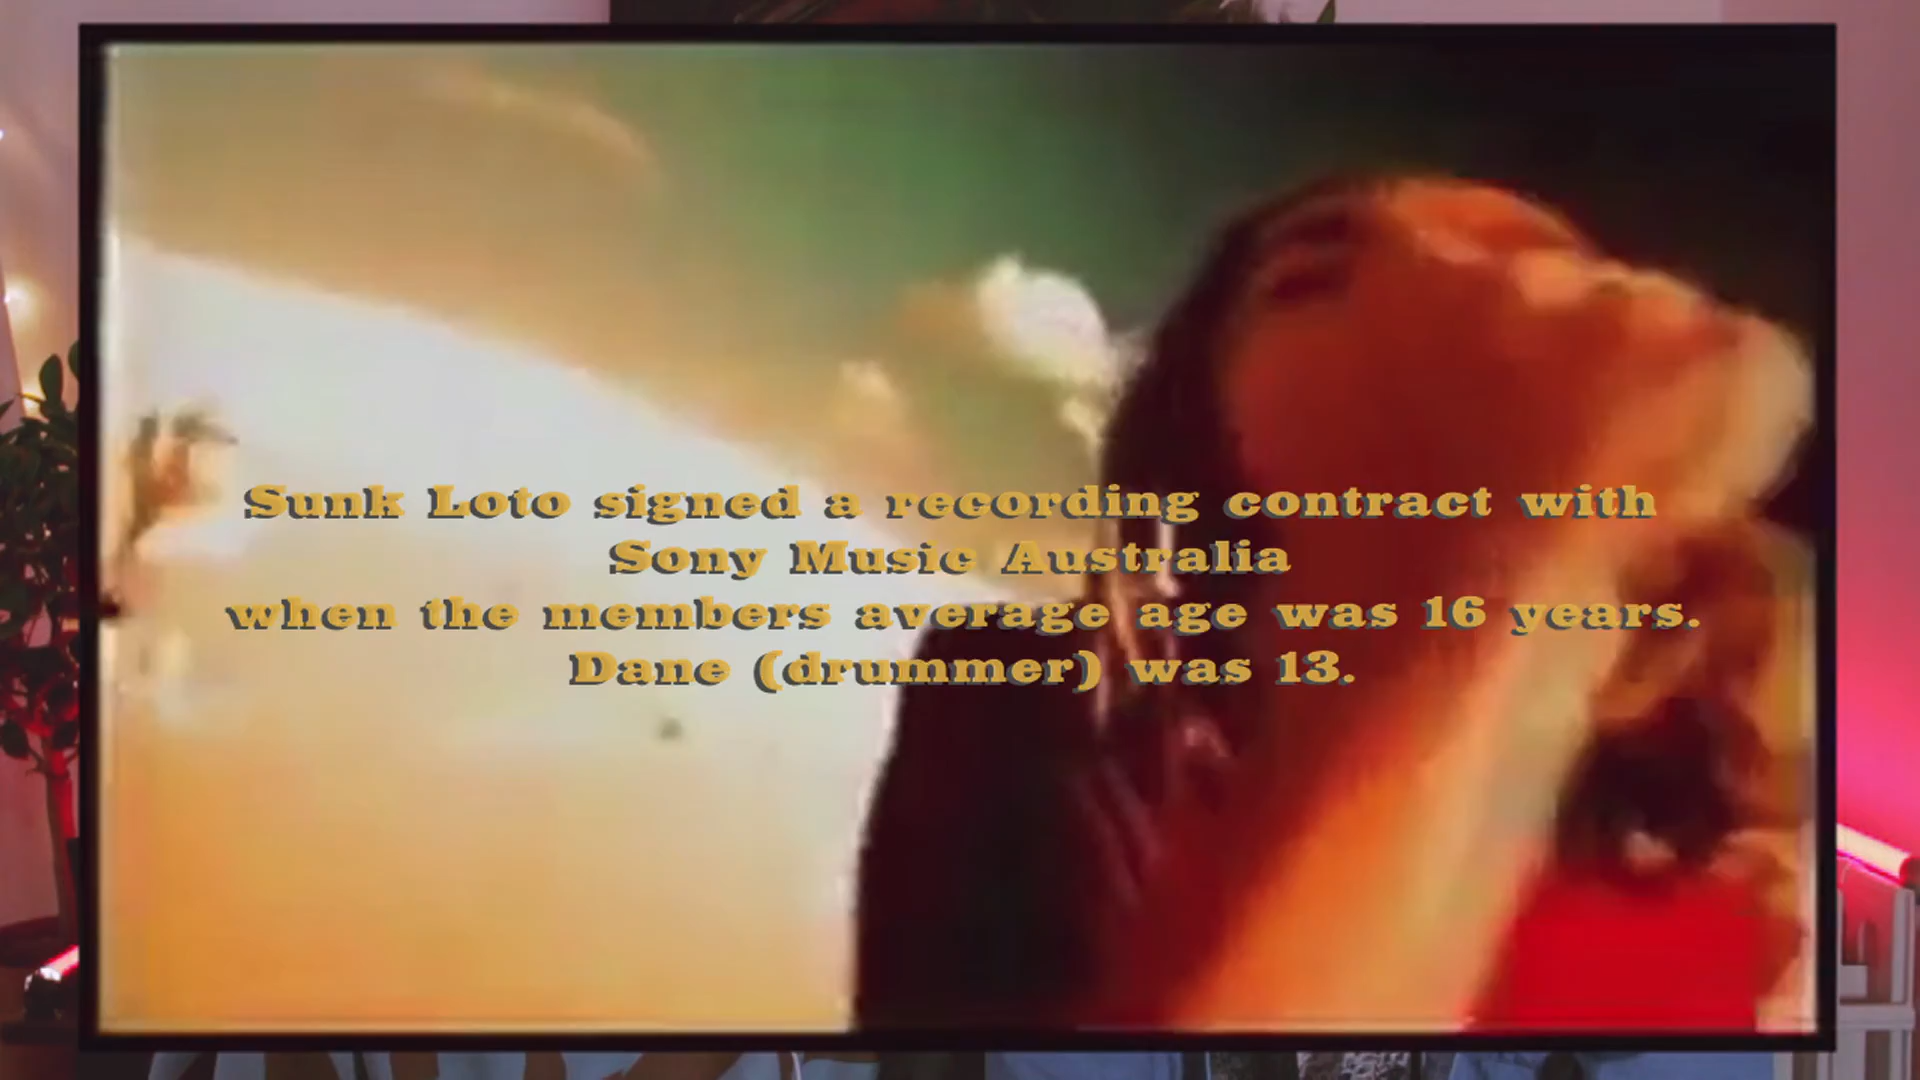 Sunk Loto signed a recording contract with
Sony Music Australia
when the members average age was 16 years.
Dane (drummer) was 13.